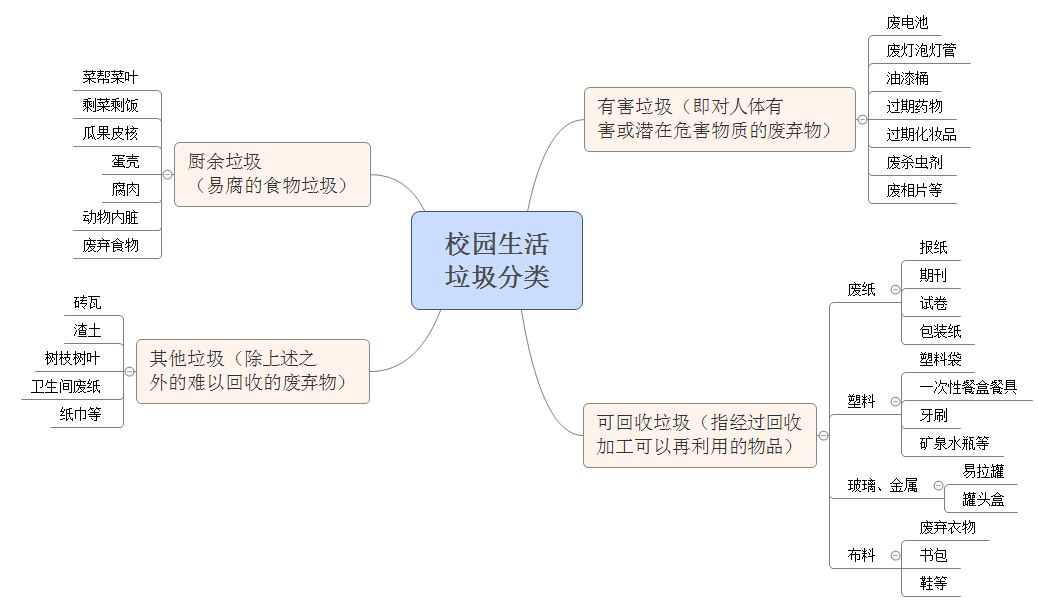 校园生活
垃圾分类
有害垃圾（即对人体有
害或潜在危害物质的废弃物）
废电池
废灯泡灯管
油漆桶
过期药物
过期化妆品
废杀虫剂
废相片等
可回收垃圾（指经过回收
加工可以再利用的物品）
废纸
报纸
期刊
试卷
包装纸
塑料
塑料袋
一次性餐盒餐具
牙刷
矿泉水瓶等
玻璃、金属
易拉罐
罐头盒
布料
废弃衣物
书包
鞋等
厨余垃圾
（易腐的食物垃圾）
菜帮菜叶
剩菜剩饭
瓜果皮核
蛋壳
腐肉
动物内脏
废弃食物
其他垃圾（除上述之
外的难以回收的废弃物）
砖瓦
渣土
树枝树叶
卫生间废纸
纸巾等